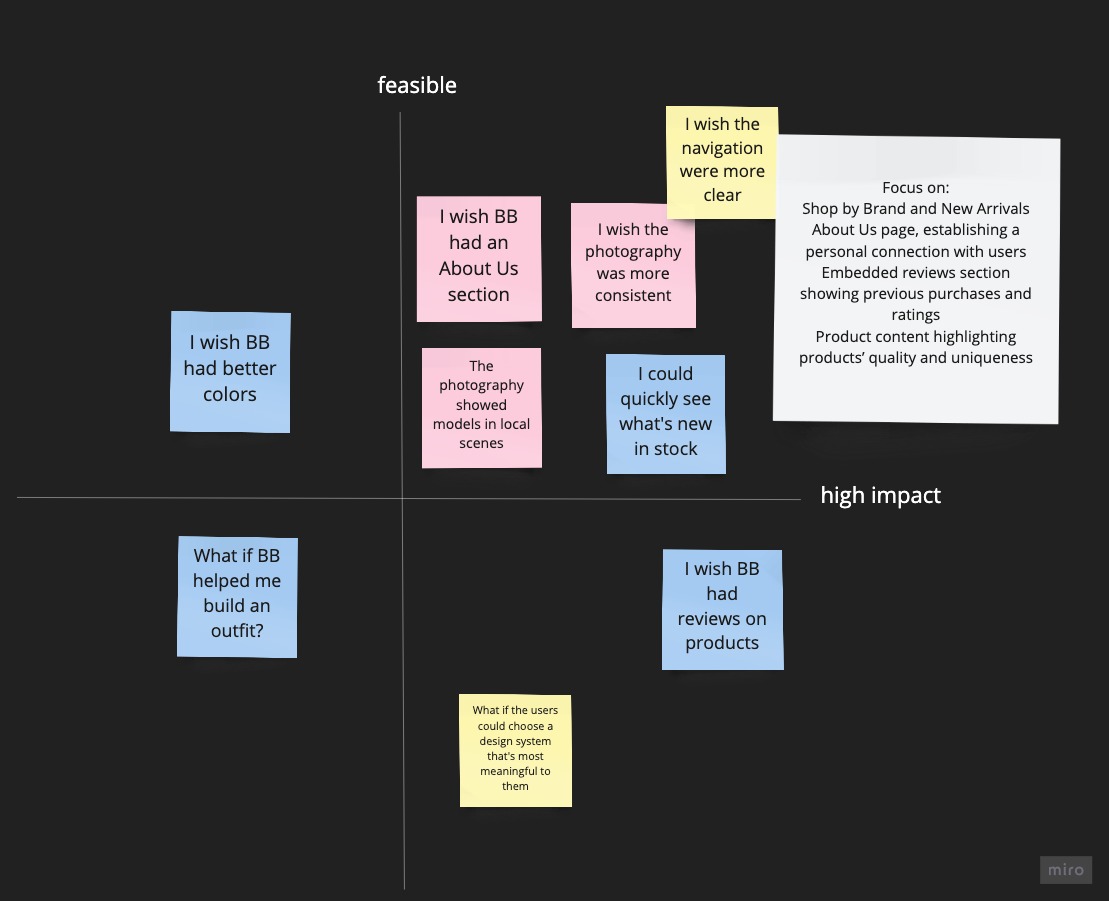 feasible
I wish the
navigation
were more
clear
Focus on:
Shop by Brand and New Arrivals
About Us page, establishing a
personal connection with users
Embedded reviews section
showing previous purchases and
ratings
Product content highlighting
products’ quality and uniqueness
I wish BB
had an
About Us
section
I wish the
photography
was more
consistent
I wish BB
had better
colors
The
photography
showed
models in local
scenes
I could
quickly see
what's new
in stock
high impact
What if BB
helped me
build an
outfit?
I wish BB
had
reviews on
products
What if the users
could choose a
design system
that's most
meaningful to
them
miro